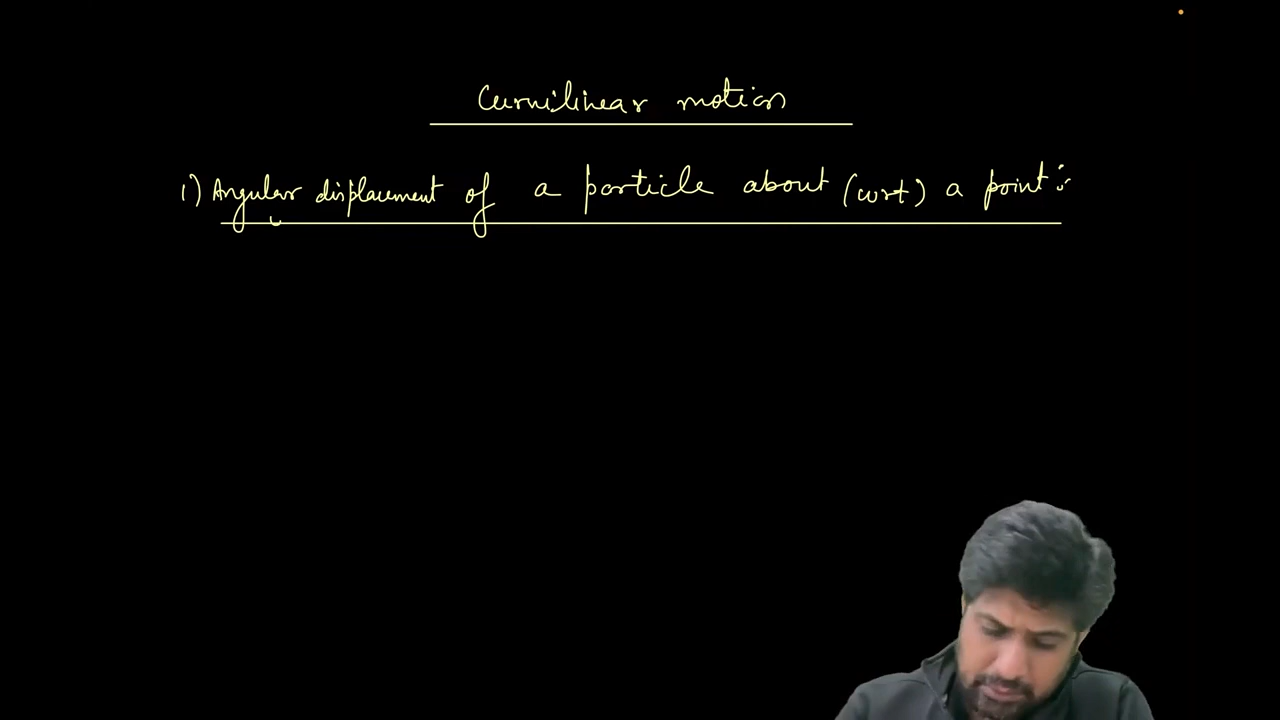 Curvilinear motion
1) Angular displacement of a particle about (wrt) a point :-